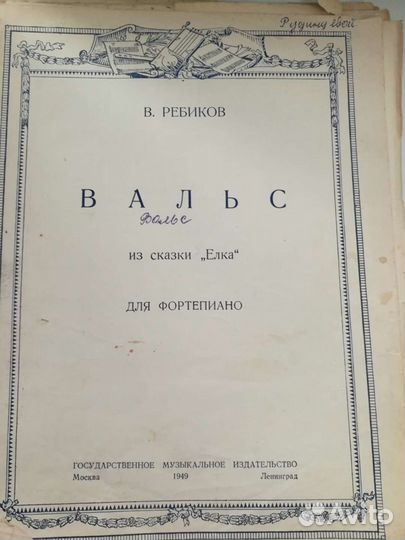 В. РЕБИКОВ
ВАЛЬС
Вальс
из сказки „Елка“
ДЛЯ ФОРТЕПИАНО
ГОСУДАРСТВЕННОЕ МУЗЫКАЛЬНОЕ ИЗДАТЕЛЬСТВО
Москва 1949 Ленинград
Avito